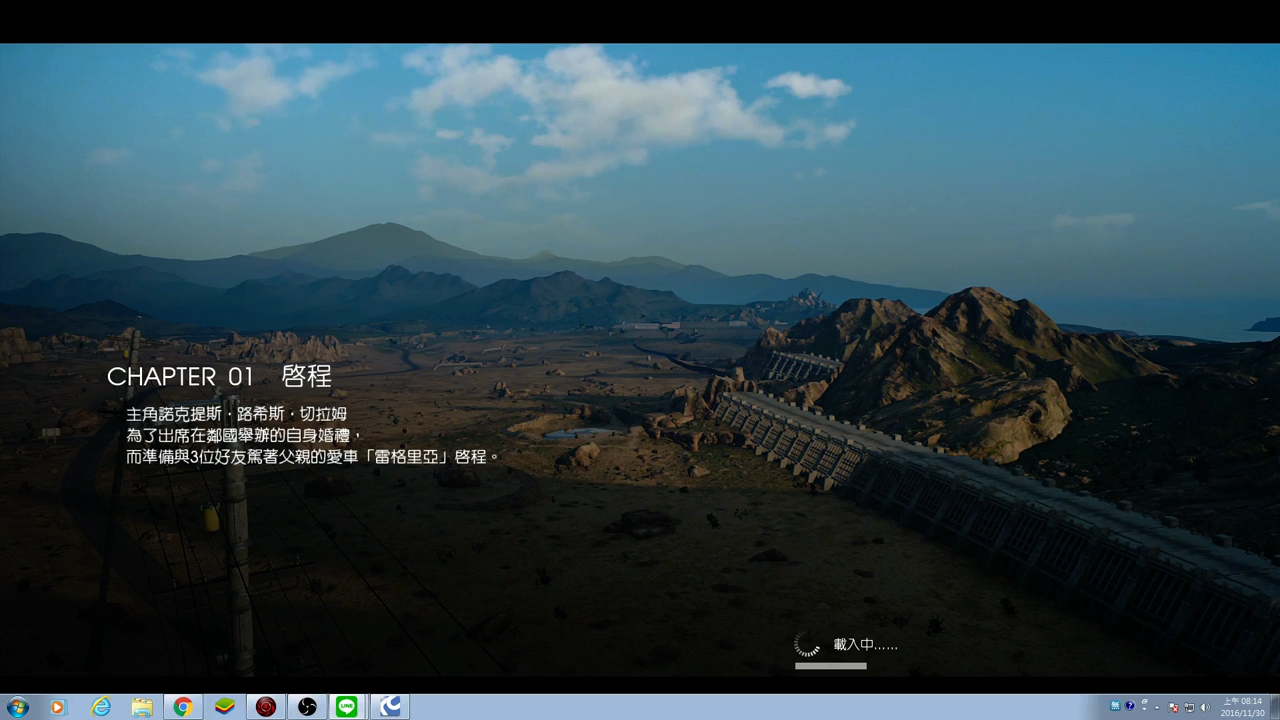 CHAPTER 01 啓程
主角諾克提斯・路希斯・切拉姆
為了出席在鄰國舉辦的自身婚禮，
而準備與3位好友駕著父親的愛車「雷格里亞」啓程。
載入中......
LINE
上午 08:14
2016/11/30